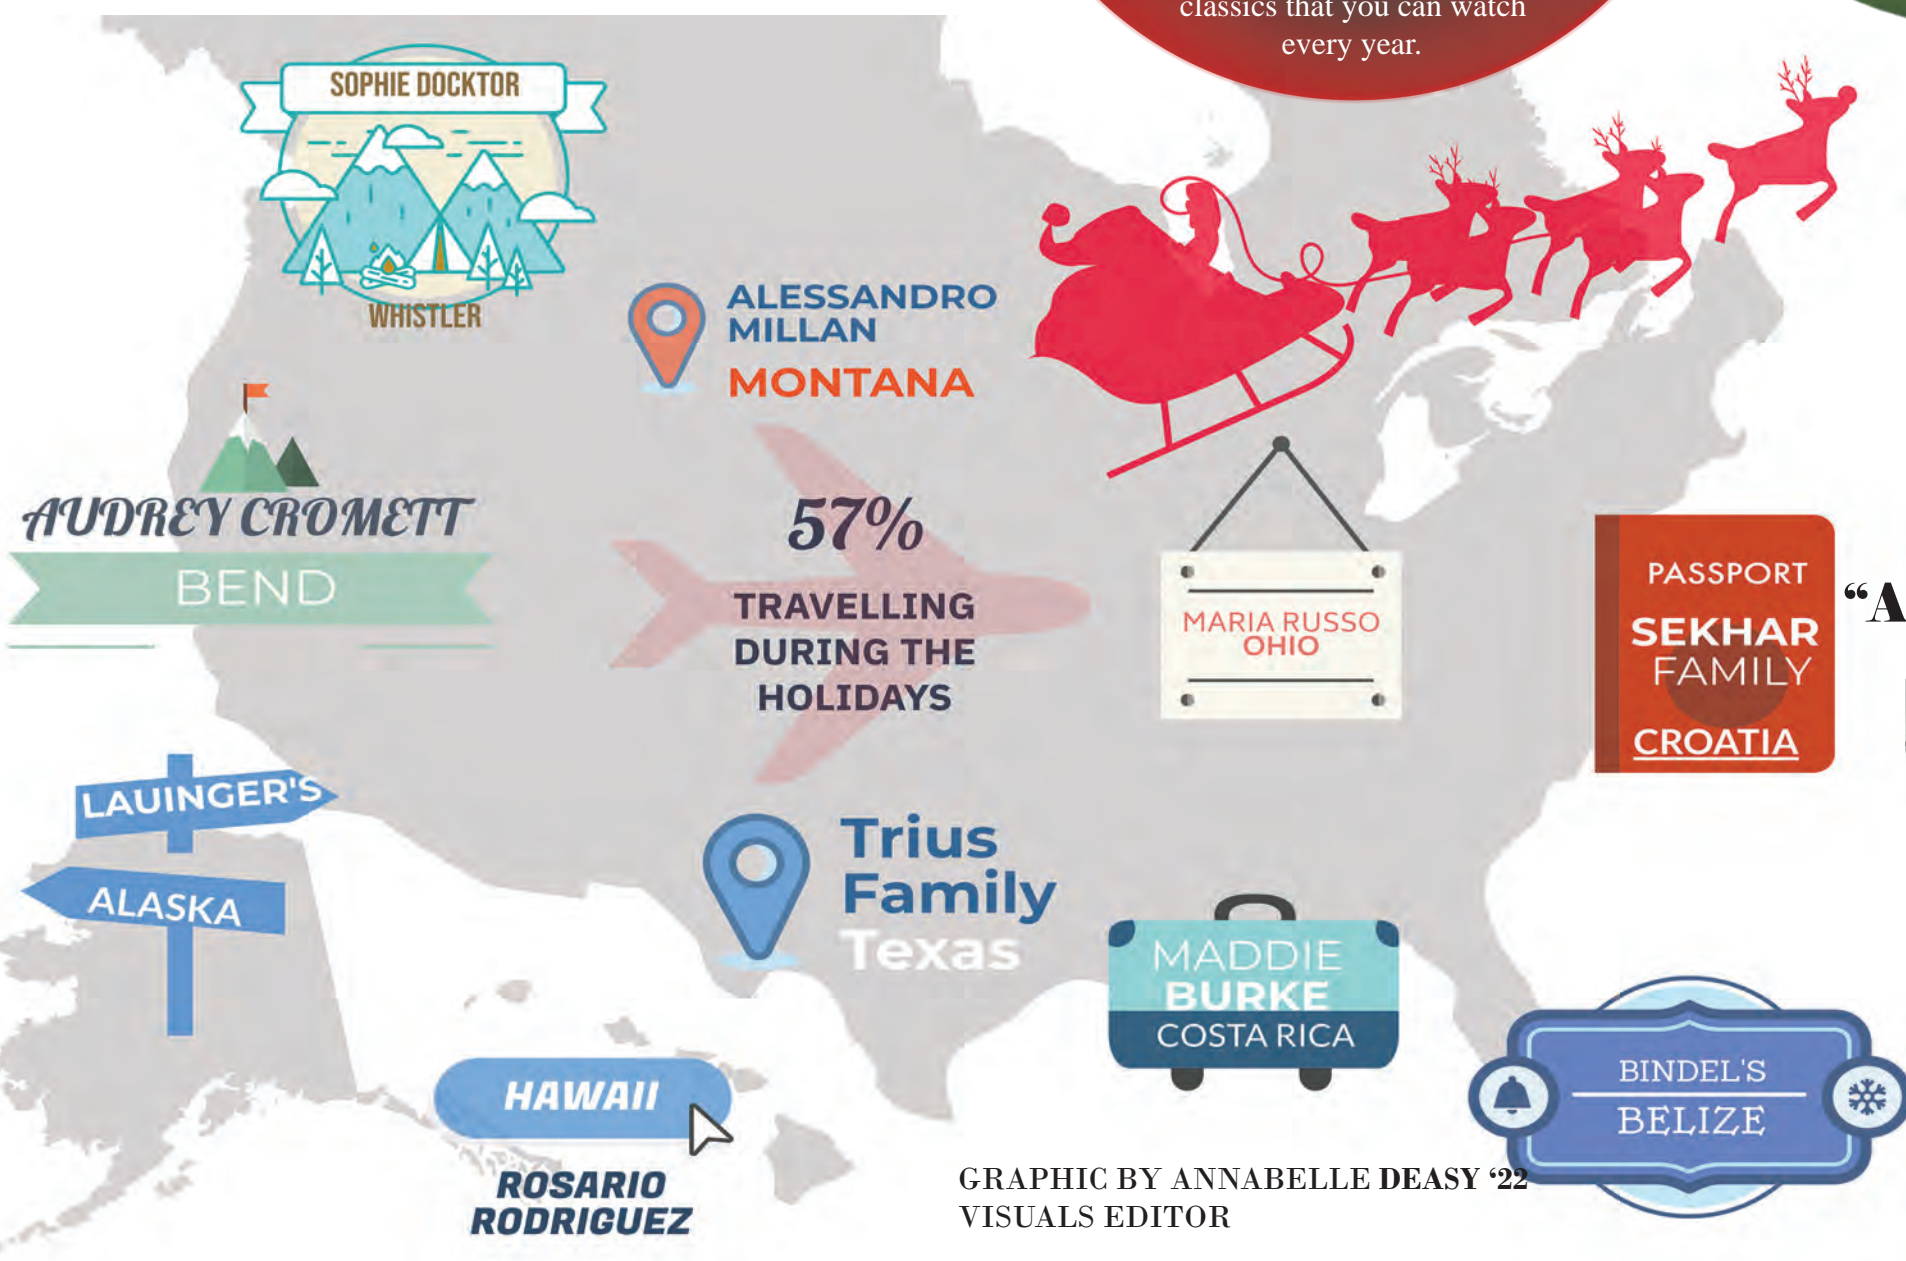 classics that you can watch
every year.
SOPHIE DOCKTOR
WHISTLER
ALESSANDRO
MILLAN
MONTANA
AUDREY CROMETT
BEND
57%
TRAVELLING
DURING THE
HOLIDAYS
MARIA RUSSO
OHIO
PASSPORT
SEKHAR
FAMILY
CROATIA
“A
LAUINGER'S
ALASKA
Trius
Family
Texas
MADDIE
BURKE
COSTA RICA
HAWAII
ROSARIO
RODRIGUEZ
BINDEL'S
BELIZE
GRAPHIC BY ANNABELLE DEASY ‘22
VISUALS EDITOR